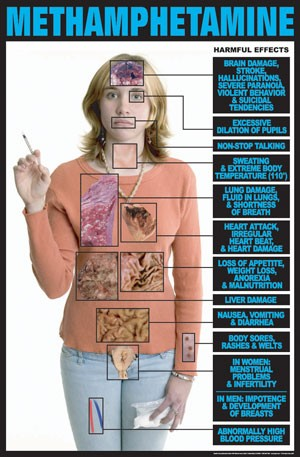 METHAMPHETAMINE
HARMFUL EFFECTS
BRAIN DAMAGE,
STROKE,
HALLUCINATIONS,
SEVERE PARANOIA,
VIOLENT BEHAVIOR
& SUICIDAL
TENDENCIES
EXCESSIVE
DILATION OF PUPILS
NON-STOP TALKING
SWEATING
& EXTREME BODY
TEMPERATURE (110°)
LUNG DAMAGE,
FLUID IN LUNGS,
& SHORTNESS
OF BREATH
HEART ATTACK,
IRREGULAR
HEART BEAT,
& HEART DAMAGE
LOSS OF APPETITE,
WEIGHT LOSS,
ANOREXIA
& MALNUTRITION
LIVER DAMAGE
NAUSEA, VOMITING
& DIARRHEA
BODY SORES,
RASHES & WELTS
IN WOMEN:
MENSTRUAL
PROBLEMS
& INFERTILITY
IN MEN: IMPOTENCE
& DEVELOPMENT
OF BREASTS
ABNORMALLY HIGH
BLOOD PRESSURE